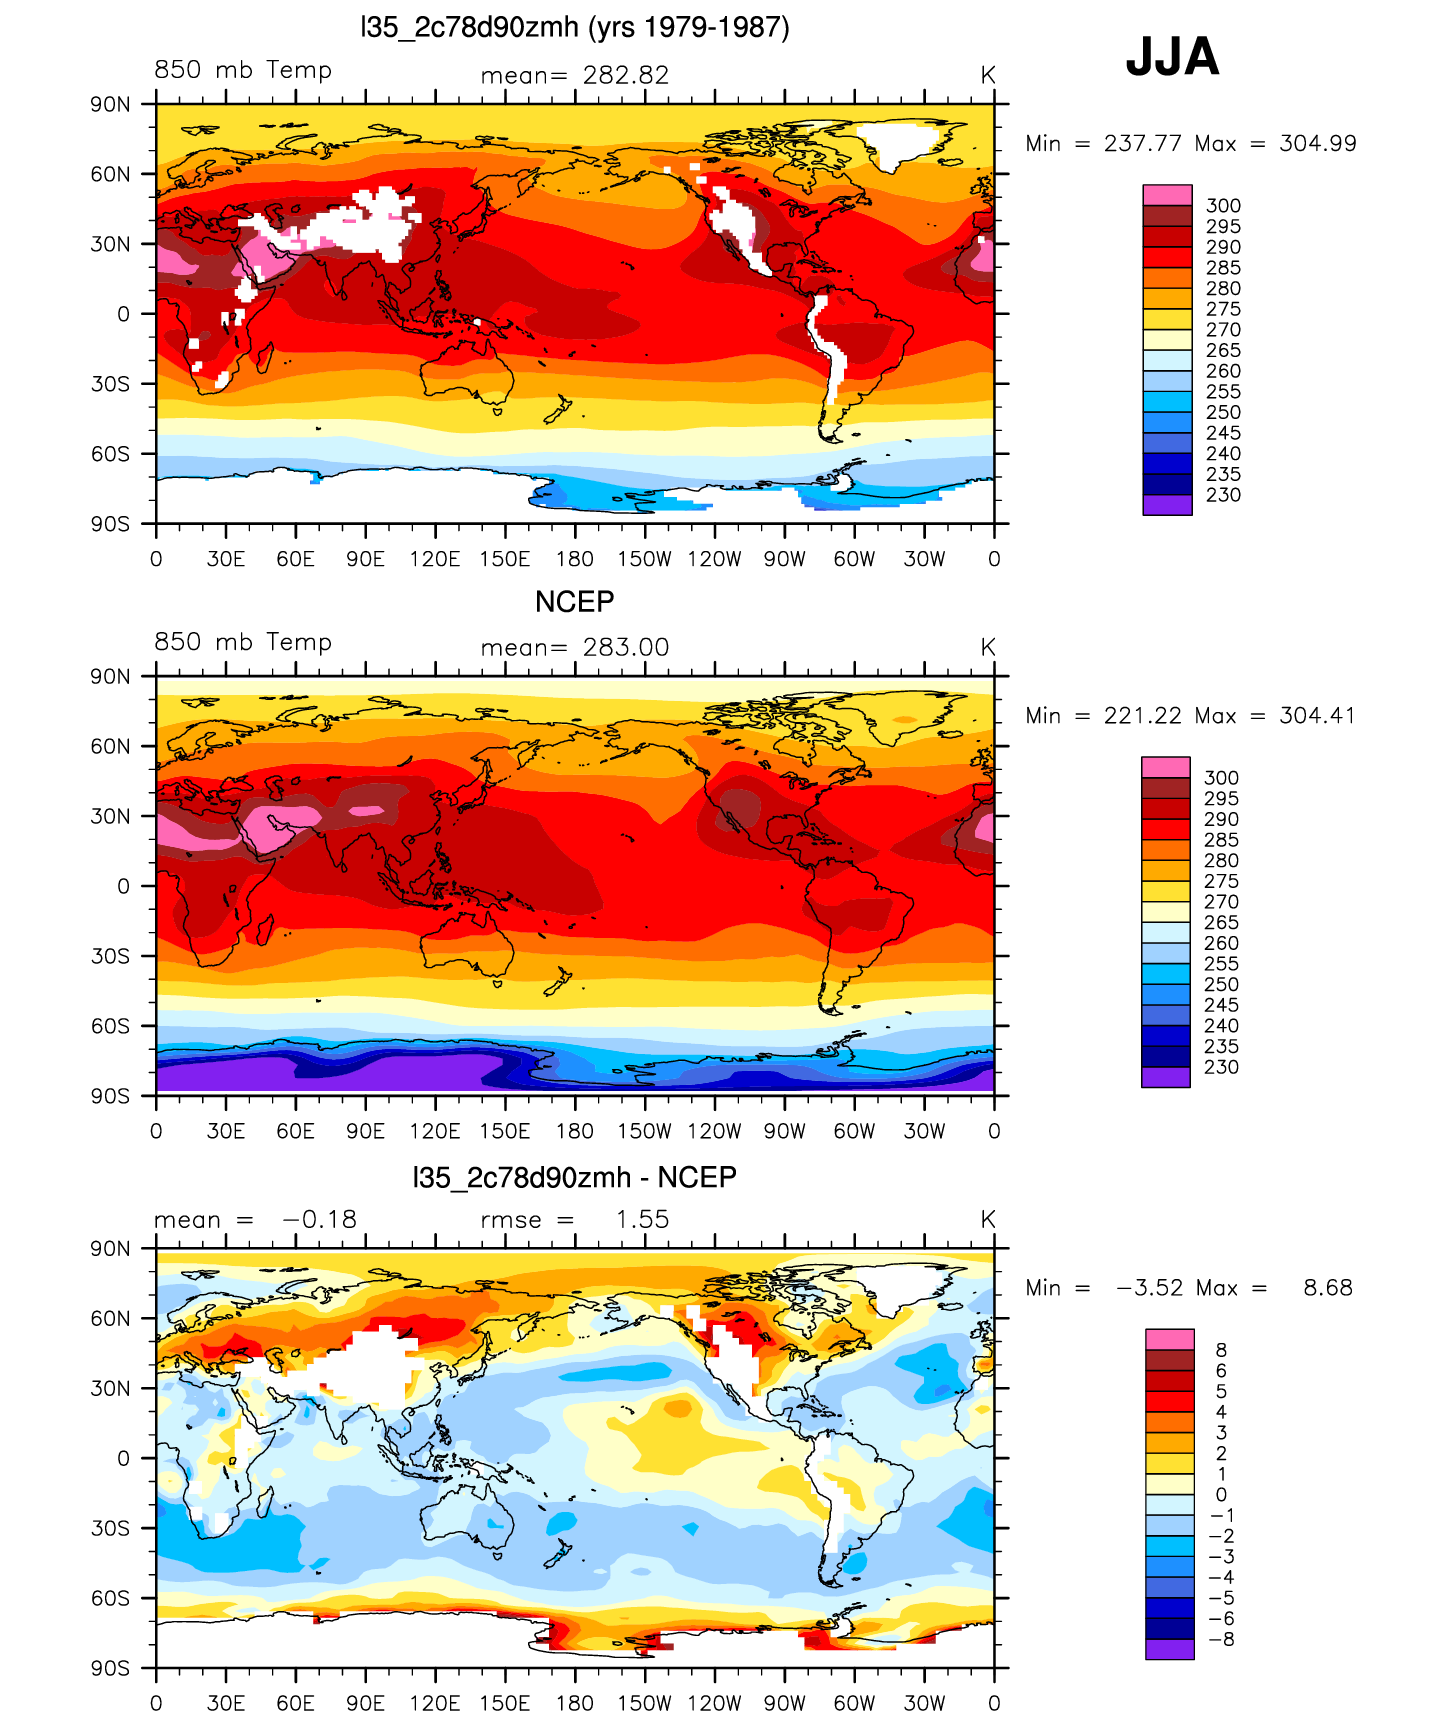 l35_2c78d90zmh (yrs 1979-1987)
JJA
850 mb Temp mean= 282.82 K
Min = 237.77 Max = 304.99
90N
60N
30N
0
30S
60S
90S
0 30E 60E 90E 120E 150E 180 150W 120W 90W 60W 30W 0
300
295
290
285
280
275
270
265
260
255
250
245
240
235
230
NCEP
850 mb Temp mean= 283.00 K
Min = 221.22 Max = 304.41
90N
60N
30N
0
30S
60S
90S
0 30E 60E 90E 120E 150E 180 150W 120W 90W 60W 30W 0
300
295
290
285
280
275
270
265
260
255
250
245
240
235
230
l35_2c78d90zmh - NCEP
mean = −0.18 rmse = 1.55 K
Min = −3.52 Max = 8.68
90N
60N
30N
0
30S
60S
90S
0 30E 60E 90E 120E 150E 180 150W 120W 90W 60W 30W 0
8
6
5
4
3
2
1
0
−1
−2
−3
−4
−5
−6
−8